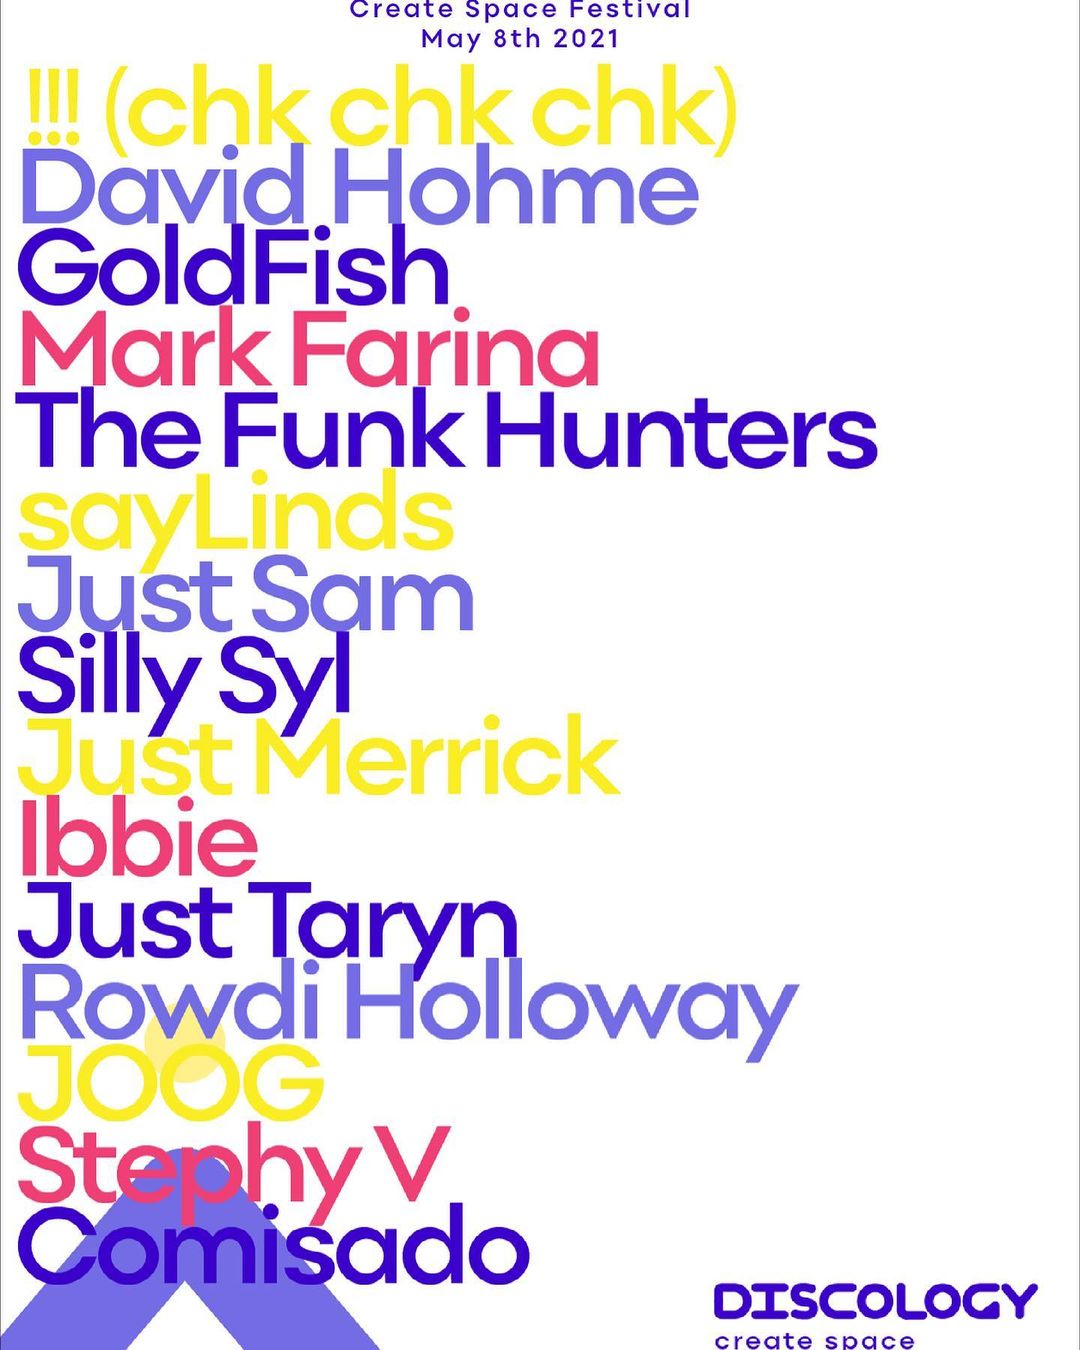 Create Space Festival
May 8th 2021
!!! (chk chk chk)
David Hohme
GoldFish
Mark Farina
The Funk Hunters
sayLinds
Just Sam
Silly Syl
Just Merrick
Ibbie
Just Taryn
Rowdi Holloway
JOOG
Stephy V
Comisado
DISCOLOGY
create space